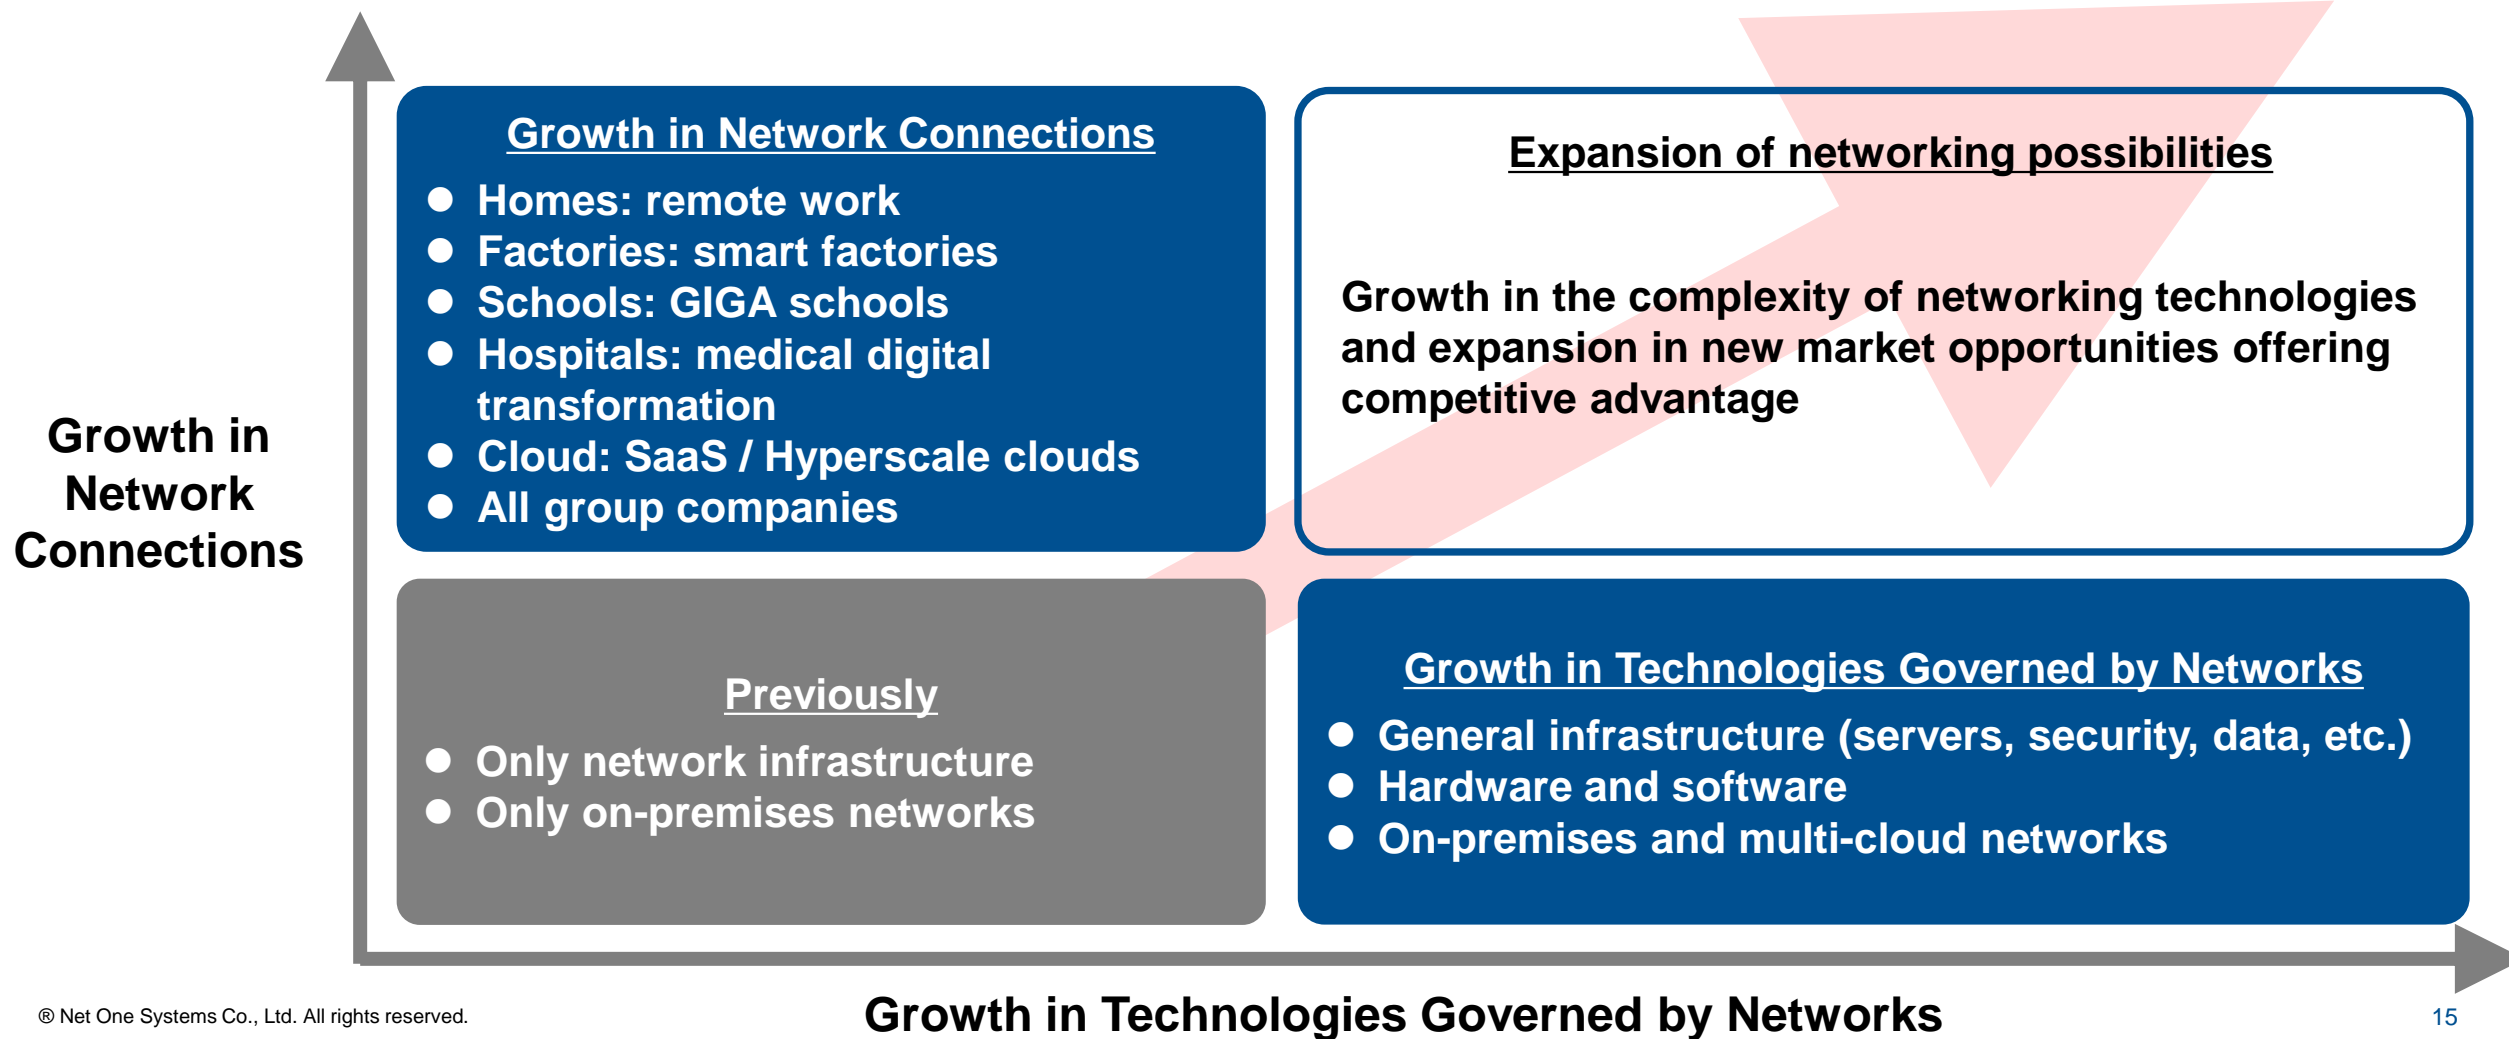 Growth in
Network
Connections
Growth in Network Connections
● Homes: remote work
● Factories: smart factories
● Schools: GIGA schools
● Hospitals: medical digital
transformation
● Cloud: SaaS / Hyperscale clouds
● All group companies
Expansion of networking possibilities
Growth in the complexity of networking technologies
and expansion in new market opportunities offering
competitive advantage
Previously
● Only network infrastructure
● Only on-premises networks
Growth in Technologies Governed by Networks
● General infrastructure (servers, security, data, etc.)
● Hardware and software
● On-premises and multi-cloud networks
Growth in Technologies Governed by Networks
® Net One Systems Co., Ltd. All rights reserved.
15